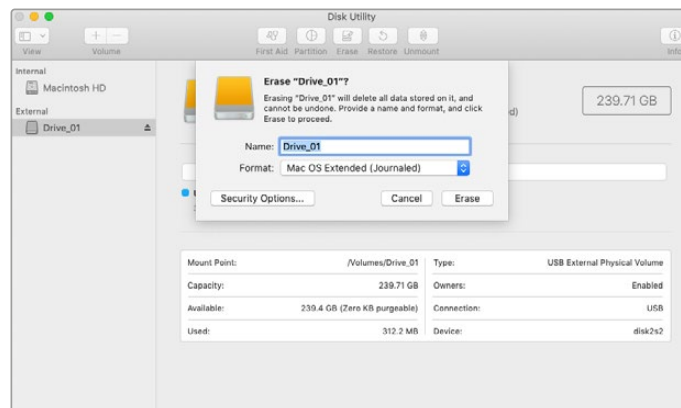 Disk Utility
View
Volume
First Aid Partition Erase Restore Unmount
Info
Internal
Macintosh HD
External
Drive_01
Erase "Drive_01"?
Erasing "Drive_01" will delete all data stored on it, and
cannot be undone. Provide a name and format, and click
Erase to proceed.
d)
239.71 GB
Name: Drive_01
Format: Mac OS Extended (Journaled)
Security Options... Cancel Erase
Mount Point: /Volumes/Drive_01 Type: USB External Physical Volume
Capacity: 239.71 GB Owners: Enabled
Available: 239.4 GB (Zero KB purgeable) Connection: USB
Used: 312.2 MB Device: disk2s2